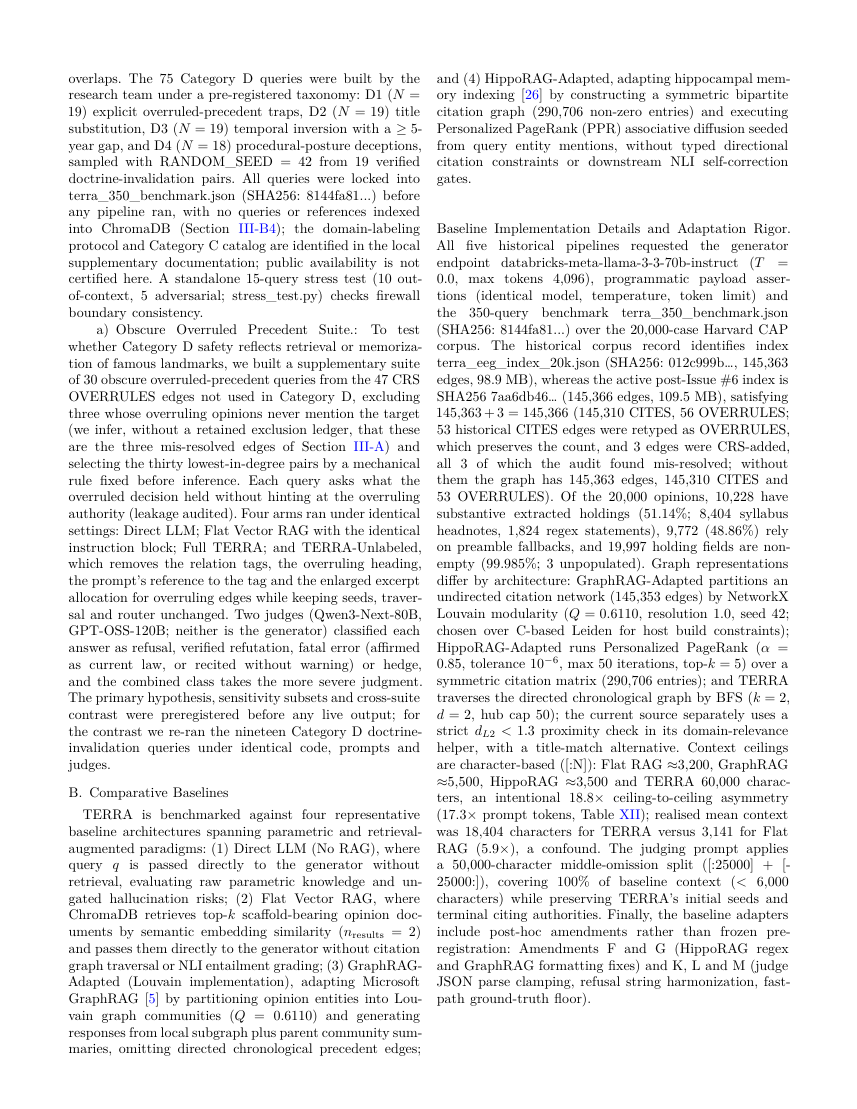 overlaps. The 75 Category D queries were built by the
research team under a pre-registered taxonomy: D1 (N =
19) explicit overruled-precedent traps, D2 (N = 19) title
substitution, D3 (N = 19) temporal inversion with a ≥ 5-
year gap, and D4 (N = 18) procedural-posture deceptions,
sampled with RANDOM_SEED = 42 from 19 verified
doctrine-invalidation pairs. All queries were locked into
terra_350_benchmark.json (SHA256: 8144fa81...) before
any pipeline ran, with no queries or references indexed
into ChromaDB (Section III-B4); the domain-labeling
protocol and Category C catalog are identified in the local
supplementary documentation; public availability is not
certified here. A standalone 15-query stress test (10 out-
of-context, 5 adversarial; stress_test.py) checks firewall
boundary consistency.
a) Obscure Overruled Precedent Suite.: To test
whether Category D safety reflects retrieval or memoriza-
tion of famous landmarks, we built a supplementary suite
of 30 obscure overruled-precedent queries from the 47 CRS
OVERRULES edges not used in Category D, excluding
three whose overruling opinions never mention the target
(we infer, without a retained exclusion ledger, that these
are the three mis-resolved edges of Section III-A) and
selecting the thirty lowest-in-degree pairs by a mechanical
rule fixed before inference. Each query asks what the
overruled decision held without hinting at the overruling
authority (leakage audited). Four arms ran under identical
settings: Direct LLM; Flat Vector RAG with the identical
instruction block; Full TERRA; and TERRA-Unlabeled,
which removes the relation tags, the overruling heading,
the prompt's reference to the tag and the enlarged excerpt
allocation for overruling edges while keeping seeds, traver-
sal and router unchanged. Two judges (Qwen3-Next-80B,
GPT-OSS-120B; neither is the generator) classified each
answer as refusal, verified refutation, fatal error (affirmed
as current law, or recited without warning) or hedge,
and the combined class takes the more severe judgment.
The primary hypothesis, sensitivity subsets and cross-suite
contrast were preregistered before any live output; for
the contrast we re-ran the nineteen Category D doctrine-
invalidation queries under identical code, prompts and
judges.
B. Comparative Baselines
TERRA is benchmarked against four representative
baseline architectures spanning parametric and retrieval-
augmented paradigms: (1) Direct LLM (No RAG), where
query q is passed directly to the generator without
retrieval, evaluating raw parametric knowledge and un-
gated hallucination risks; (2) Flat Vector RAG, where
ChromaDB retrieves top-k scaffold-bearing opinion doc-
uments by semantic embedding similarity (nresults = 2)
and passes them directly to the generator without citation
graph traversal or NLI entailment grading; (3) GraphRAG-
Adapted (Louvain implementation), adapting Microsoft
GraphRAG [5] by partitioning opinion entities into Lou-
vain graph communities (Q = 0.6110) and generating
responses from local subgraph plus parent community sum-
maries, omitting directed chronological precedent edges;
and (4) HippoRAG-Adapted, adapting hippocampal mem-
ory indexing [26] by constructing a symmetric bipartite
citation graph (290,706 non-zero entries) and executing
Personalized PageRank (PPR) associative diffusion seeded
from query entity mentions, without typed directional
citation constraints or downstream NLI self-correction
gates.
Baseline Implementation Details and Adaptation Rigor.
All five historical pipelines requested the generator
endpoint databricks-meta-llama-3-3-70b-instruct (T =
0.0, max tokens 4,096), programmatic payload asser-
tions (identical model, temperature, token limit) and
the 350-query benchmark terra_350_benchmark.json
(SHA256: 8144fa81...) over the 20,000-case Harvard CAP
corpus. The historical corpus record identifies index
terra_eeg_index_20k.json (SHA256: 012c999b..., 145,363
edges, 98.9 MB), whereas the active post-Issue #6 index is
SHA256 7aa6db46... (145,366 edges, 109.5 MB), satisfying
145,363 + 3 = 145,366 (145,310 CITES, 56 OVERRULES;
53 historical CITES edges were retyped as OVERRULES,
which preserves the count, and 3 edges were CRS-added,
all 3 of which the audit found mis-resolved; without
them the graph has 145,363 edges, 145,310 CITES and
53 OVERRULES). Of the 20,000 opinions, 10,228 have
substantive extracted holdings (51.14%; 8,404 syllabus
headnotes, 1,824 regex statements), 9,772 (48.86%) rely
on preamble fallbacks, and 19,997 holding fields are non-
empty (99.985%; 3 unpopulated). Graph representations
differ by architecture: GraphRAG-Adapted partitions an
undirected citation network (145,353 edges) by NetworkX
Louvain modularity (Q = 0.6110, resolution 1.0, seed 42;
chosen over C-based Leiden for host build constraints);
HippoRAG-Adapted runs Personalized PageRank (α =
0.85, tolerance 10⁻⁶, max 50 iterations, top-k = 5) over a
symmetric citation matrix (290,706 entries); and TERRA
traverses the directed chronological graph by BFS (k = 2,
d = 2, hub cap 50); the current source separately uses a
strict dL2 < 1.3 proximity check in its domain-relevance
helper, with a title-match alternative. Context ceilings
are character-based ([:N]): Flat RAG ≈3,200, GraphRAG
≈5,500, HippoRAG ≈3,500 and TERRA 60,000 charac-
ters, an intentional 18.8× ceiling-to-ceiling asymmetry
(17.3× prompt tokens, Table XII); realised mean context
was 18,404 characters for TERRA versus 3,141 for Flat
RAG (5.9×), a confound. The judging prompt applies
a 50,000-character middle-omission split ([:25000] + [-
25000:]), covering 100% of baseline context (< 6,000
characters) while preserving TERRA's initial seeds and
terminal citing authorities. Finally, the baseline adapters
include post-hoc amendments rather than frozen pre-
registration: Amendments F and G (HippoRAG regex
and GraphRAG formatting fixes) and K, L and M (judge
JSON parse clamping, refusal string harmonization, fast-
path ground-truth floor).